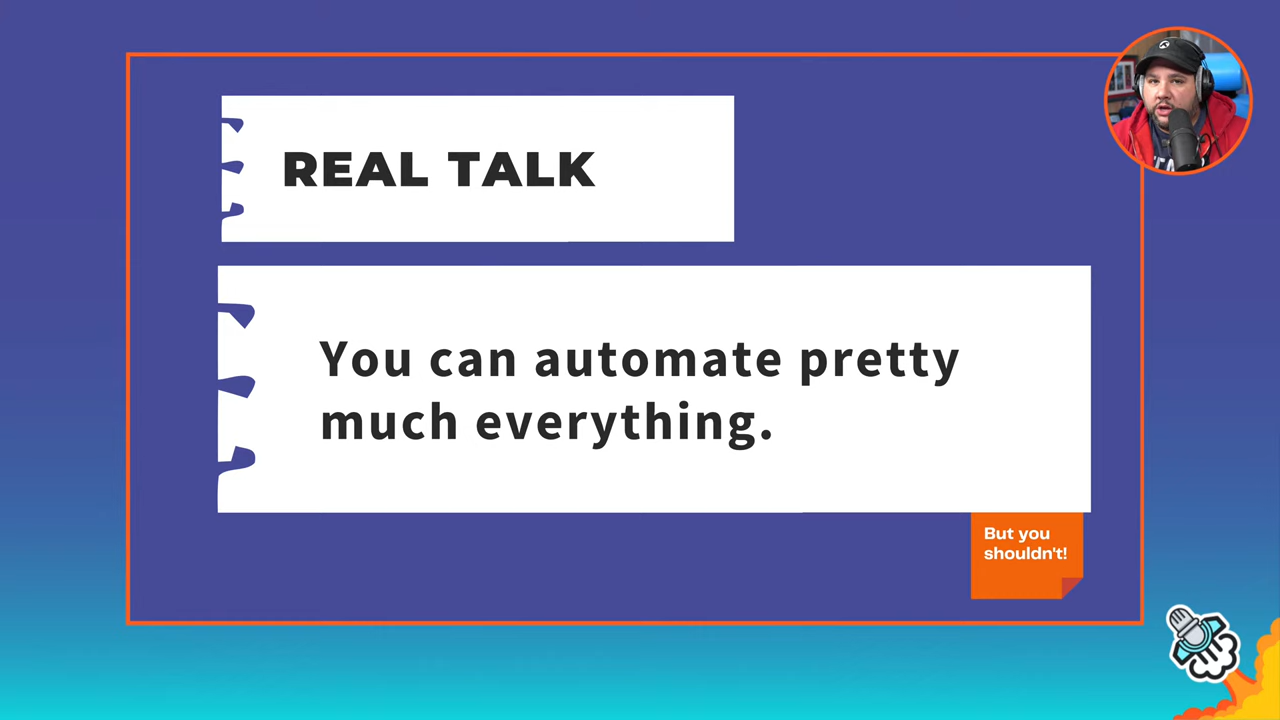 REAL TALK
You can automate pretty
much everything.
But you
shouldn't!